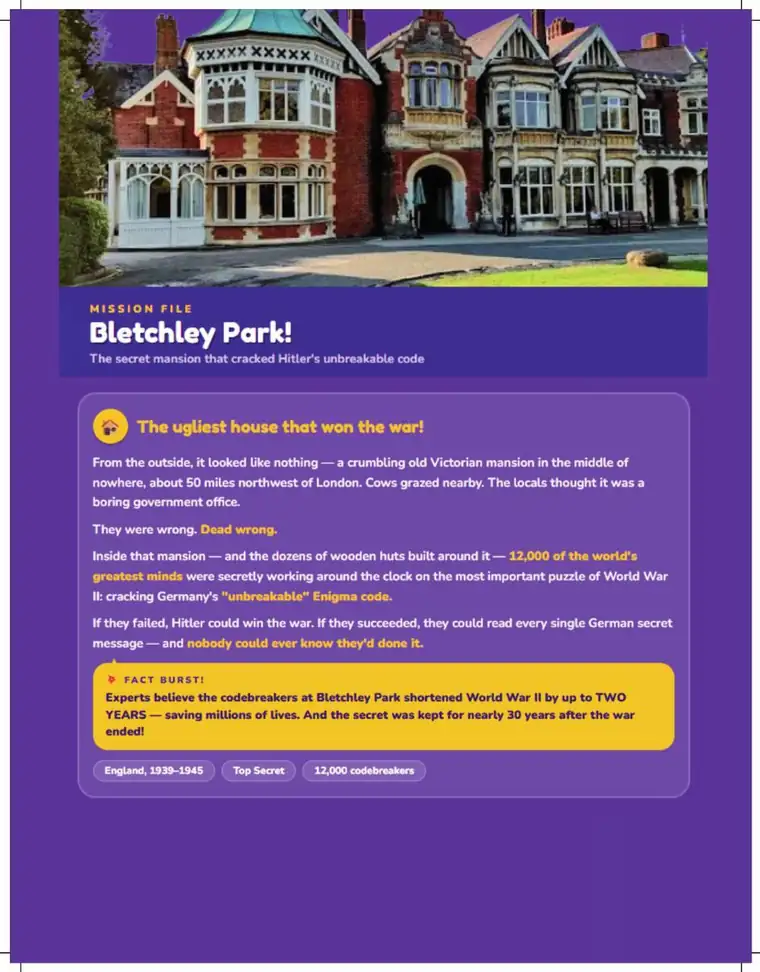 MISSION FILE
Bletchley Park!
The secret mansion that cracked Hitler's unbreakable code
The ugliest house that won the war!
From the outside, it looked like nothing — a crumbling old Victorian mansion in the middle of
nowhere, about 50 miles northwest of London. Cows grazed nearby. The locals thought it was a
boring government office.
They were wrong. Dead wrong.
Inside that mansion — and the dozens of wooden huts built around it — 12,000 of the world's
greatest minds were secretly working around the clock on the most important puzzle of World War
II: cracking Germany's "unbreakable" Enigma code.
If they failed, Hitler could win the war. If they succeeded, they could read every single German secret
message — and nobody could ever know they'd done it.
FACT BURST!
Experts believe the codebreakers at Bletchley Park shortened World War II by up to TWO
YEARS — saving millions of lives. And the secret was kept for nearly 30 years after the war
ended!
England, 1939–1945
Top Secret
12,000 codebreakers